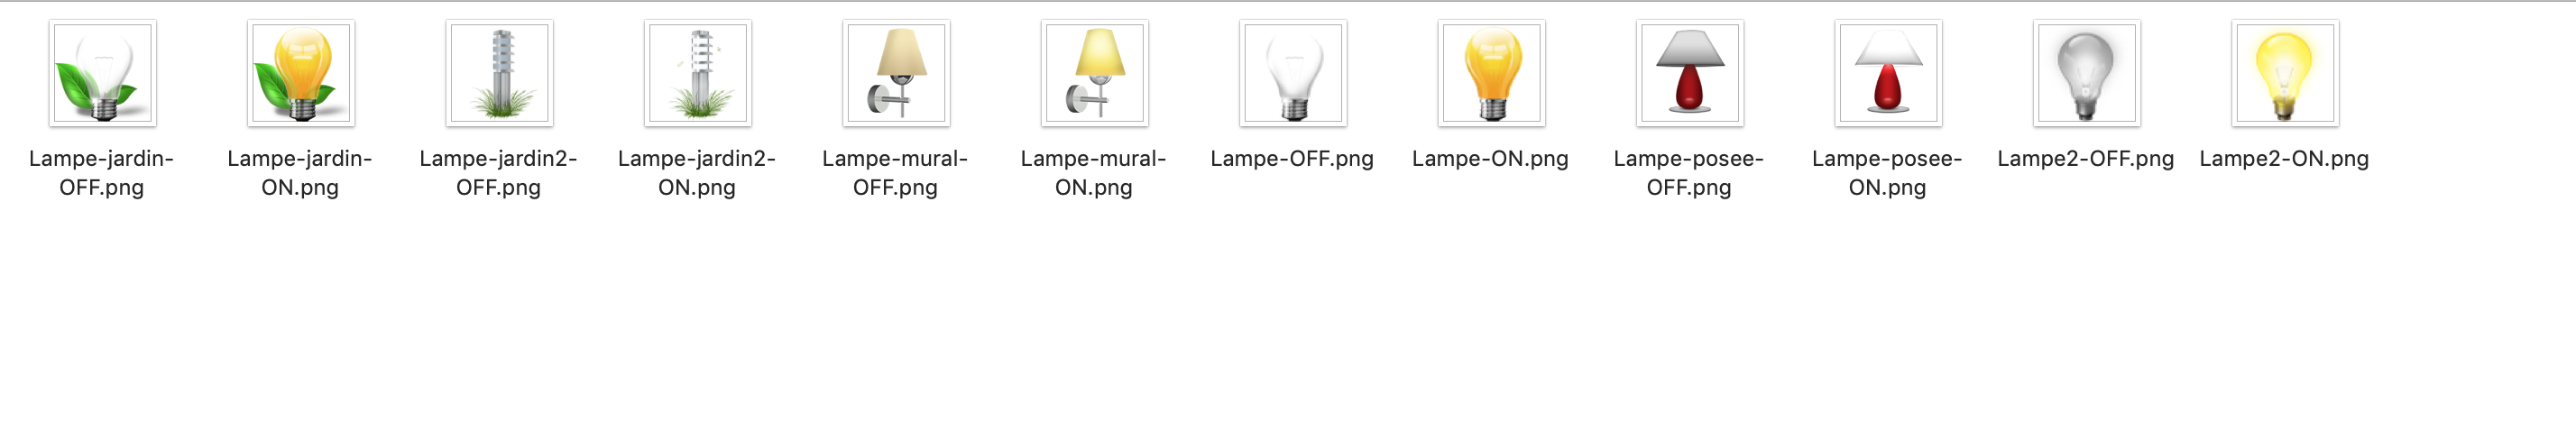 Lampe-jardin-
OFF.png
Lampe-jardin-
ON.png
Lampe-jardin2-
OFF.png
Lampe-jardin2-
ON.png
Lampe-mural-
OFF.png
Lampe-mural-
ON.png
Lampe-OFF.png
Lampe-ON.png
Lampe-posee-
OFF.png
Lampe-posee-
ON.png
Lampe2-OFF.png
Lampe2-ON.png